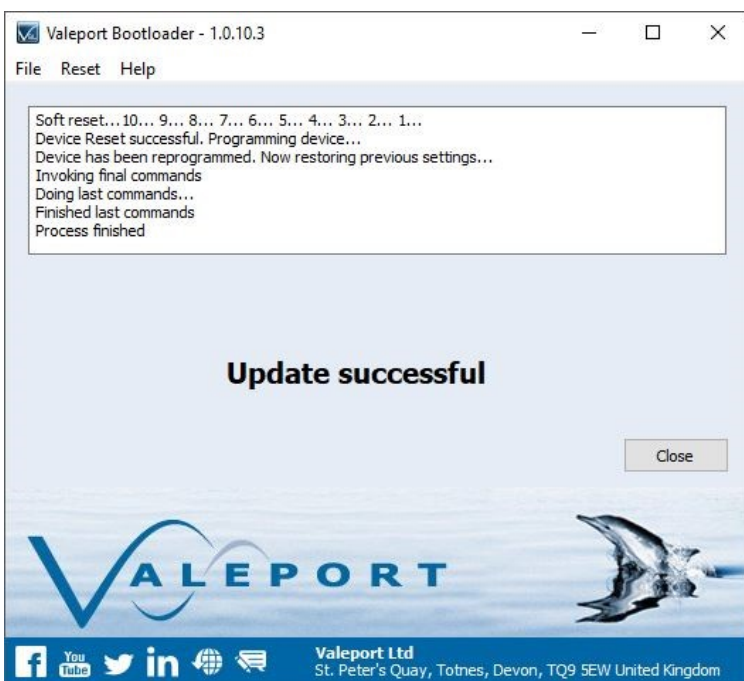 Valeport Bootloader - 1.0.10.3
File Reset Help
Soft reset...10... 9... 8... 7... 6... 5... 4... 3... 2... 1...
Device Reset successful. Programming device...
Device has been reprogrammed. Now restoring previous settings...
Invoking final commands
Doing last commands...
Finished last commands
Process finished
Update successful
Close
VALEPORT
f You Tube in
Valeport Ltd
St. Peter's Quay, Totnes, Devon, TQ9 5EW United Kingdom